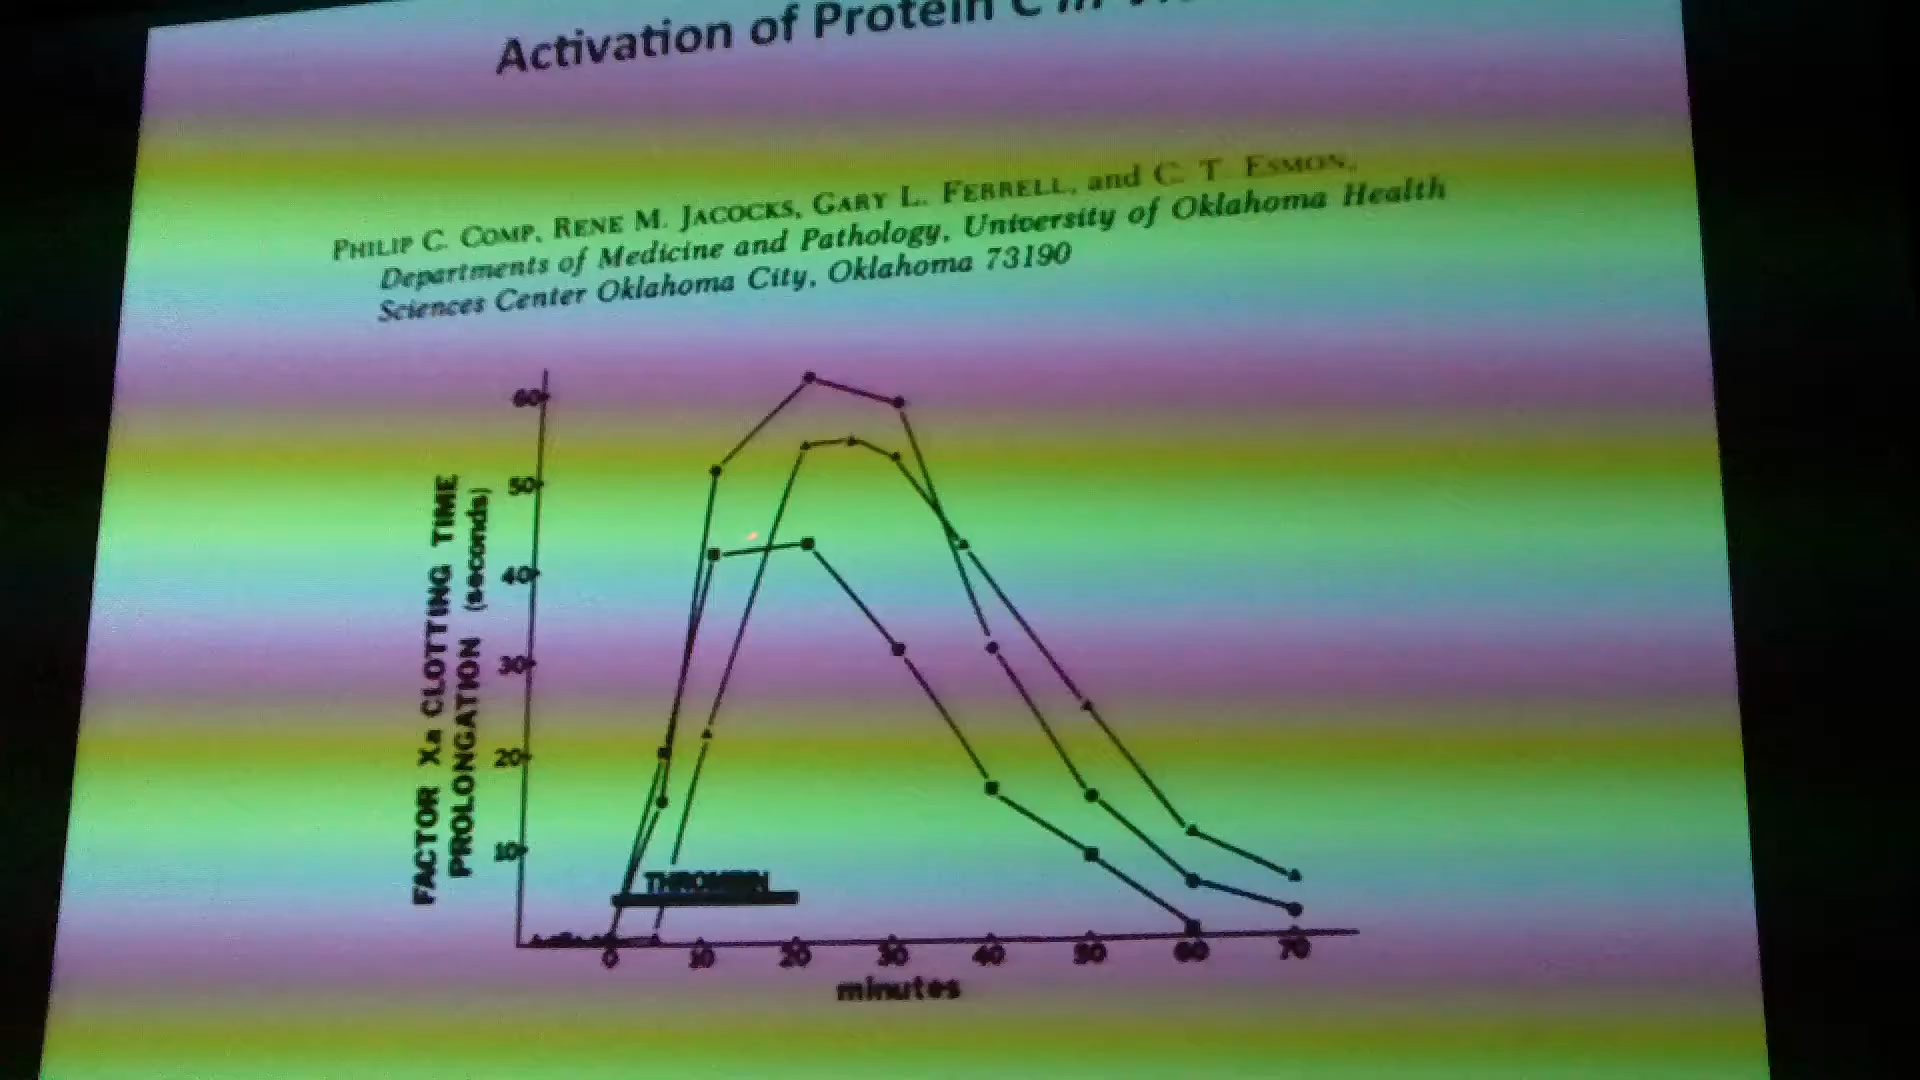 Activation of Protein C in
PHILIP C. COMP, RENE M. JACOCKS, GARY L. FERRELL, and C. T. ESMON,
Departments of Medicine and Pathology, University of Oklahoma Health
Sciences Center Oklahoma City, Oklahoma 73190
FACTOR Xa CLOTTING TIME
PROLONGATION (seconds)
60
50
40
30
20
10
THROMBIN
0 10 20 30 40 50 60 70
minutes